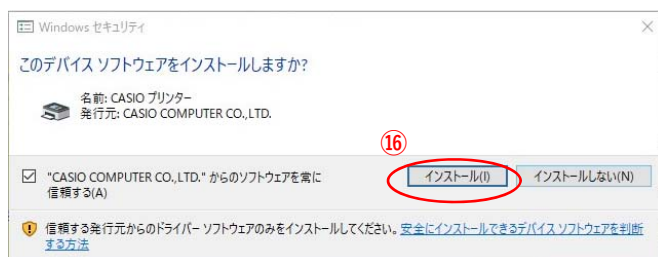 Windows セキュリティ
このデバイス ソフトウェアをインストールしますか?
名前: CASIO プリンター
発行元: CASIO COMPUTER CO.,LTD.
⑯
"CASIO COMPUTER CO.,LTD." からのソフトウェアを常に
信頼する(A)
インストール(I)
インストールしない(N)
信頼する発行元からのドライバー ソフトウェアのみをインストールしてください。安全にインストールできるデバイス ソフトウェアを判断
する方法